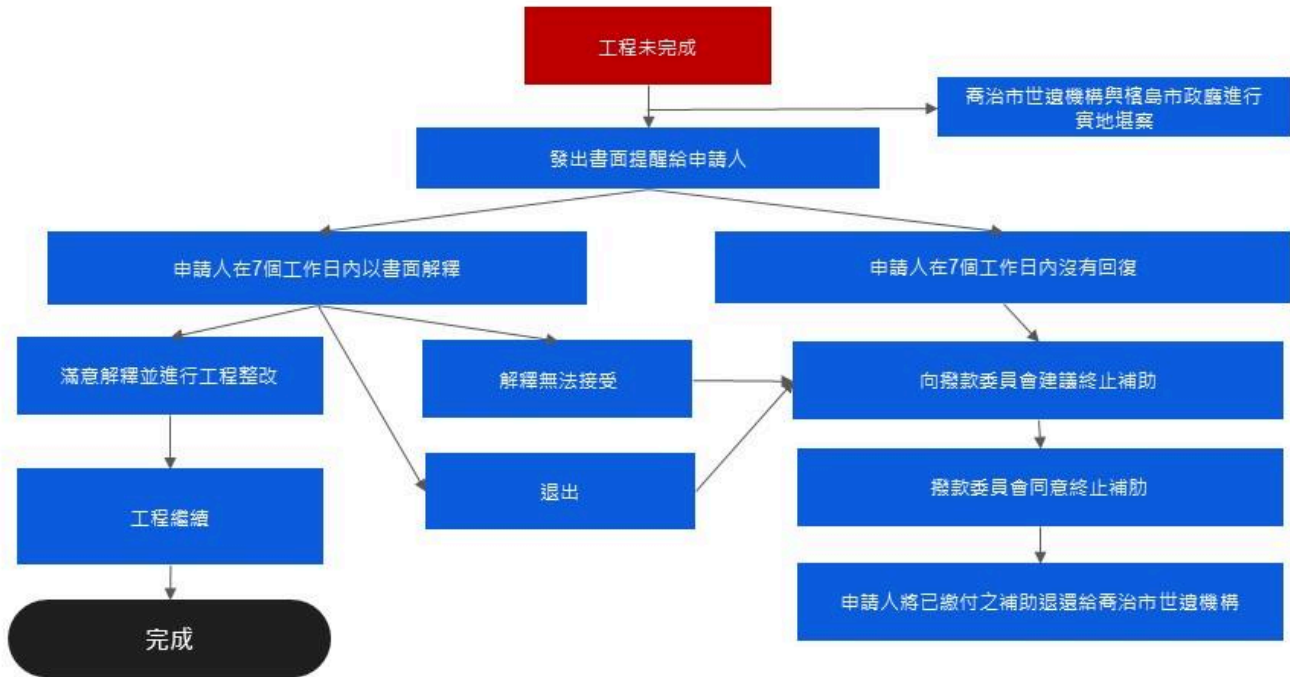 工程未完成
喬治市世遺機構與檳島市政廳進行
實地堪察
發出書面提醒給申請人
申請人在7個工作日內以書面解釋
申請人在7個工作日內沒有回復
滿意解釋並進行工程整改
解釋無法接受
向撥款委員會建議終止補助
工程繼續
退出
撥款委員會同意終止補助
申請人將已繳付之補助退還給喬治市世遺機構
完成